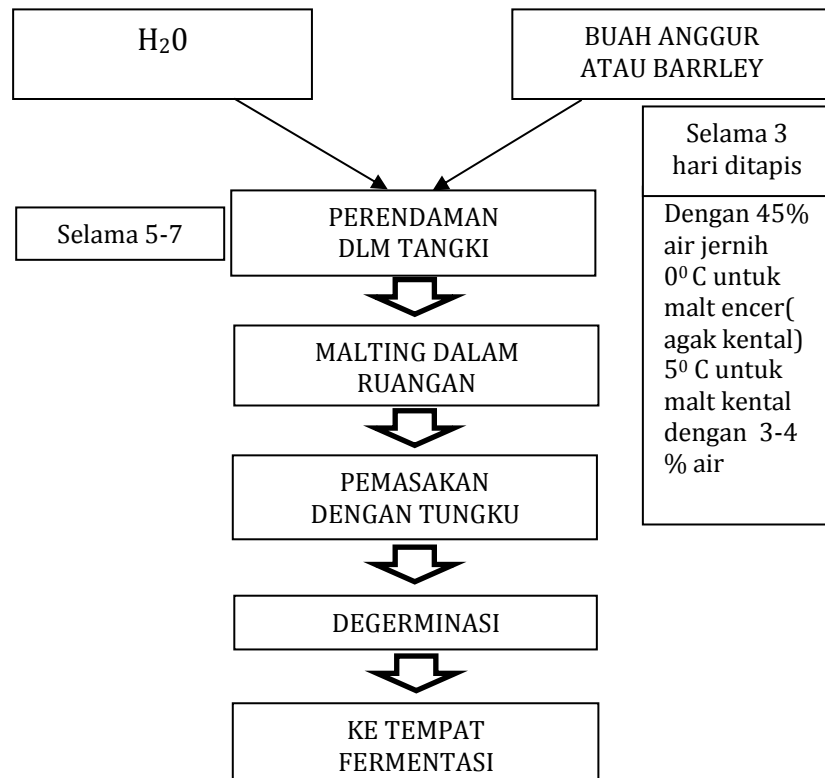 H₂0
BUAH ANGGUR
ATAU BARRLEY
Selama 3
hari ditapis
Dengan 45%
air jernih
0⁰ C untuk
malt encer(
agak kental)
5⁰ C untuk
malt kental
dengan 3-4
% air
Selama 5-7
PERENDAMAN
DLM TANGKI
MALTING DALAM
RUANGAN
PEMASAKAN
DENGAN TUNGKU
DEGERMINASI
KE TEMPAT
FERMENTASI